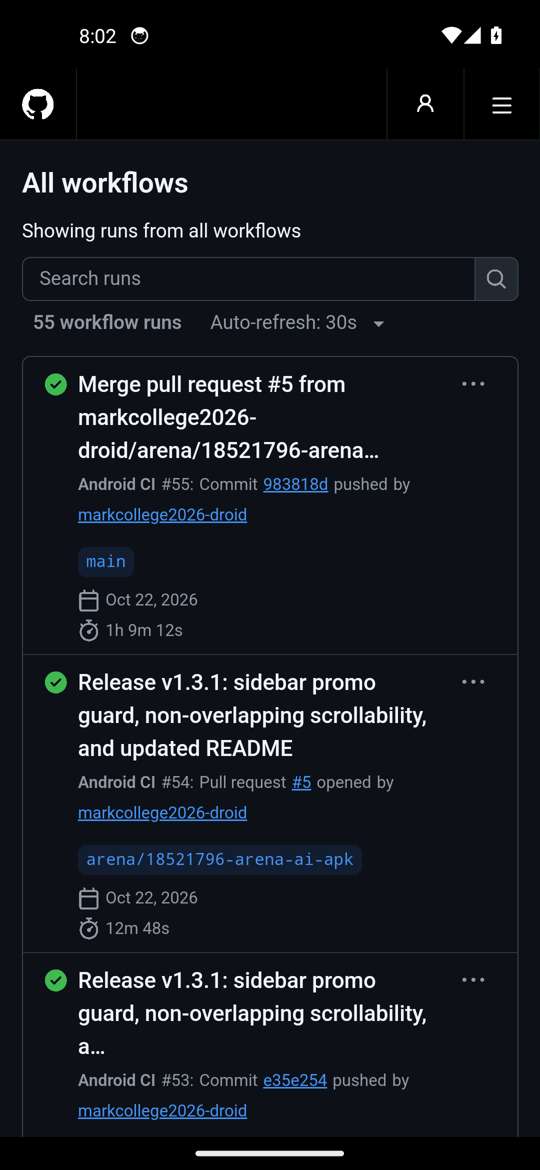 8:02
All workflows
Showing runs from all workflows
Search runs
55 workflow runs Auto-refresh: 30s
Merge pull request #5 from
markcollege2026-
droid/arena/18521796-arena…
Android CI #55: Commit 983818d pushed by
markcollege2026-droid
main
Oct 22, 2026
1h 9m 12s
Release v1.3.1: sidebar promo
guard, non-overlapping scrollability,
and updated README
Android CI #54: Pull request #5 opened by
markcollege2026-droid
arena/18521796-arena-ai-apk
Oct 22, 2026
12m 48s
Release v1.3.1: sidebar promo
guard, non-overlapping scrollability,
a…
Android CI #53: Commit e35e254 pushed by
markcollege2026-droid